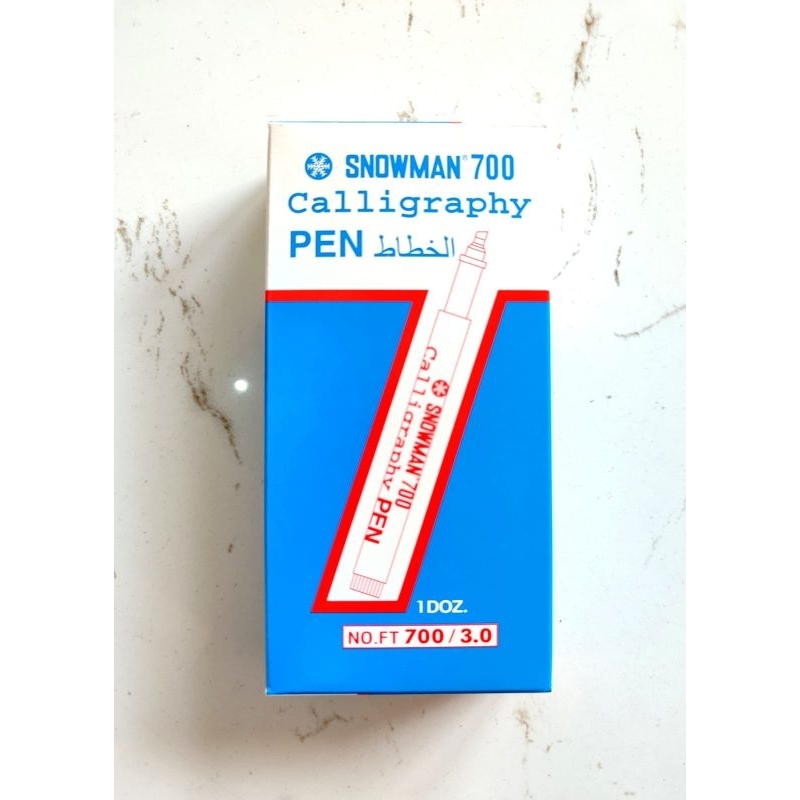 SNOWMAN® 700
Calligraphy
PEN الخطاط
SNOWMAN® 700
Calligraphy PEN
1 DOZ.
NO.FT 700 / 3.0